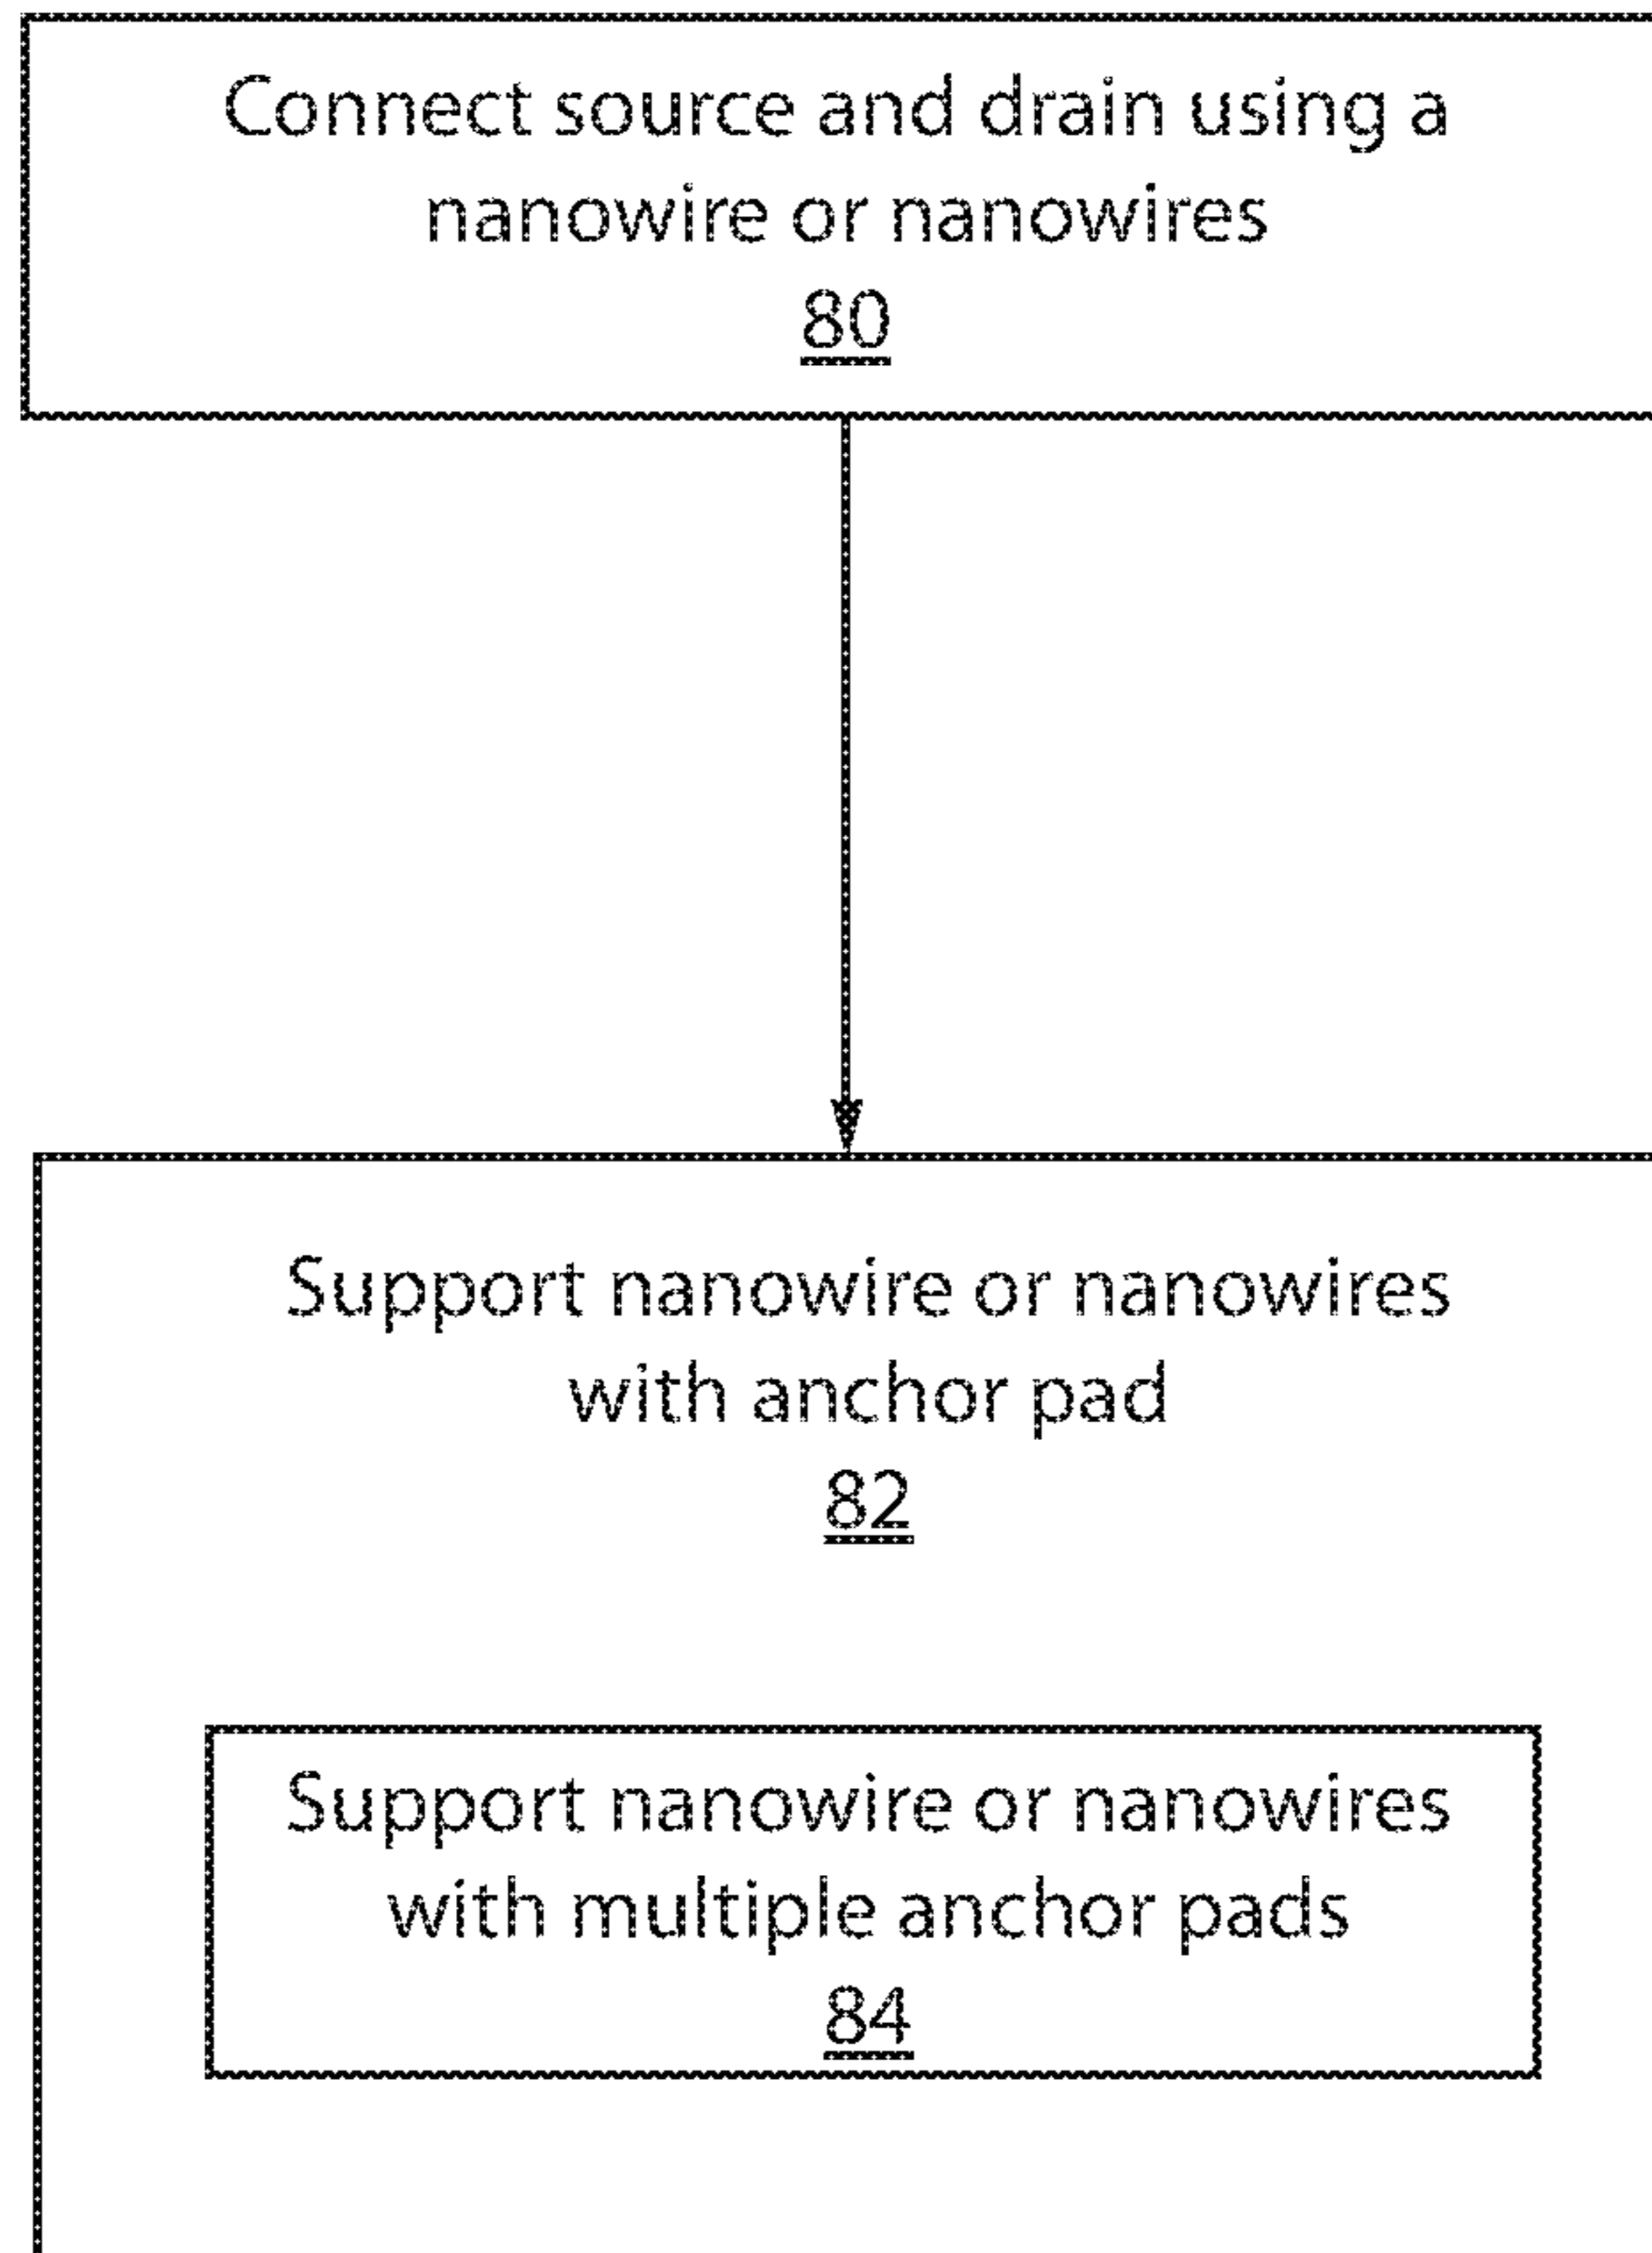 Connect source and drain using a
nanowire or nanowires
80
Support nanowire or nanowires
with anchor pad
82
Support nanowire or nanowires
with multiple anchor pads
84